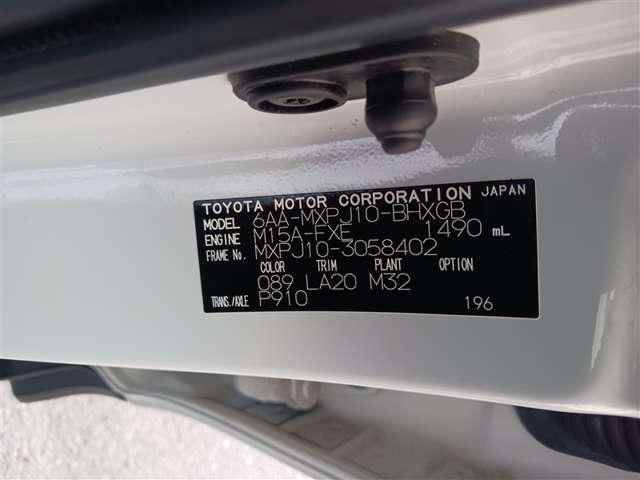 TOYOTA MOTOR CORPORATION JAPAN
MODEL 6AA-MXPJ10-BHXGB
ENGINE M15A-FXE 1490 mL
FRAME No. MXPJ10-3058402
COLOR TRIM PLANT OPTION
089 LA20 M32
TRANS./AXLE P910 196